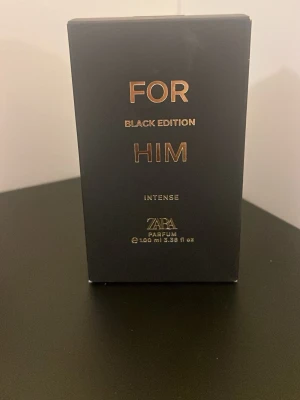 FOR
BLACK EDITION
HIM
INTENSE
ZARA
PARFUM
℮ 100 ml 3.38 fl oz